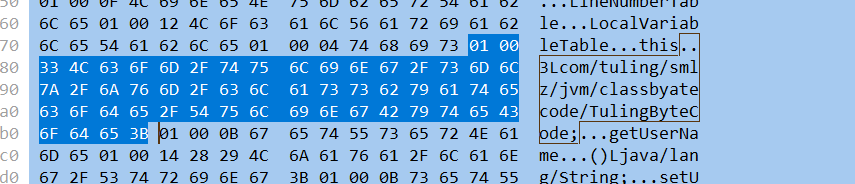 50 01 00 0F 4C 69 6E 65 4E 75 6D 62 65 72 54 61 62 ...LineNumberTab
6C 65 01 00 12 4C 6F 63 61 6C 56 61 72 69 61 62 le...LocalVariab
70 6C 65 54 61 62 6C 65 01 00 04 74 68 69 73 01 00 leTable...this..
80 33 4C 63 6F 6D 2F 74 75 6C 69 6E 67 2F 73 6D 6C 3Lcom/tuling/sml
90 7A 2F 6A 76 6D 2F 63 6C 61 73 73 62 79 61 74 65 z/jvm/classbyate
a0 63 6F 64 65 2F 54 75 6C 69 6E 67 42 79 74 65 43 code/TulingByteC
b0 6F 64 65 3B 01 00 0B 67 65 74 55 73 65 72 4E 61 ode;...getUserNa
c0 6D 65 01 00 14 28 29 4C 6A 61 76 61 2F 6C 61 6E me...()Ljava/lan
d0 67 2F 53 74 72 69 6E 67 3B 01 00 0B 73 65 74 55 g/String;...setU